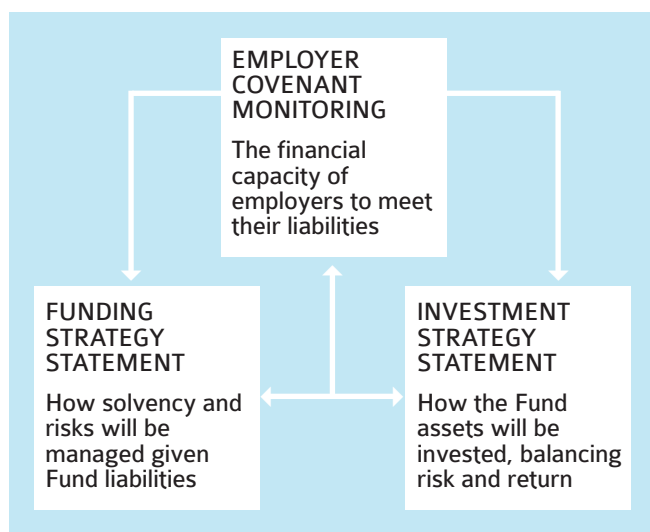 EMPLOYER
COVENANT
MONITORING
The financial
capacity of
employers to meet
their liabilities
FUNDING
STRATEGY
STATEMENT
How solvency and
risks will be
managed given
Fund liabilities
INVESTMENT
STRATEGY
STATEMENT
How the Fund
assets will be
invested, balancing
risk and return